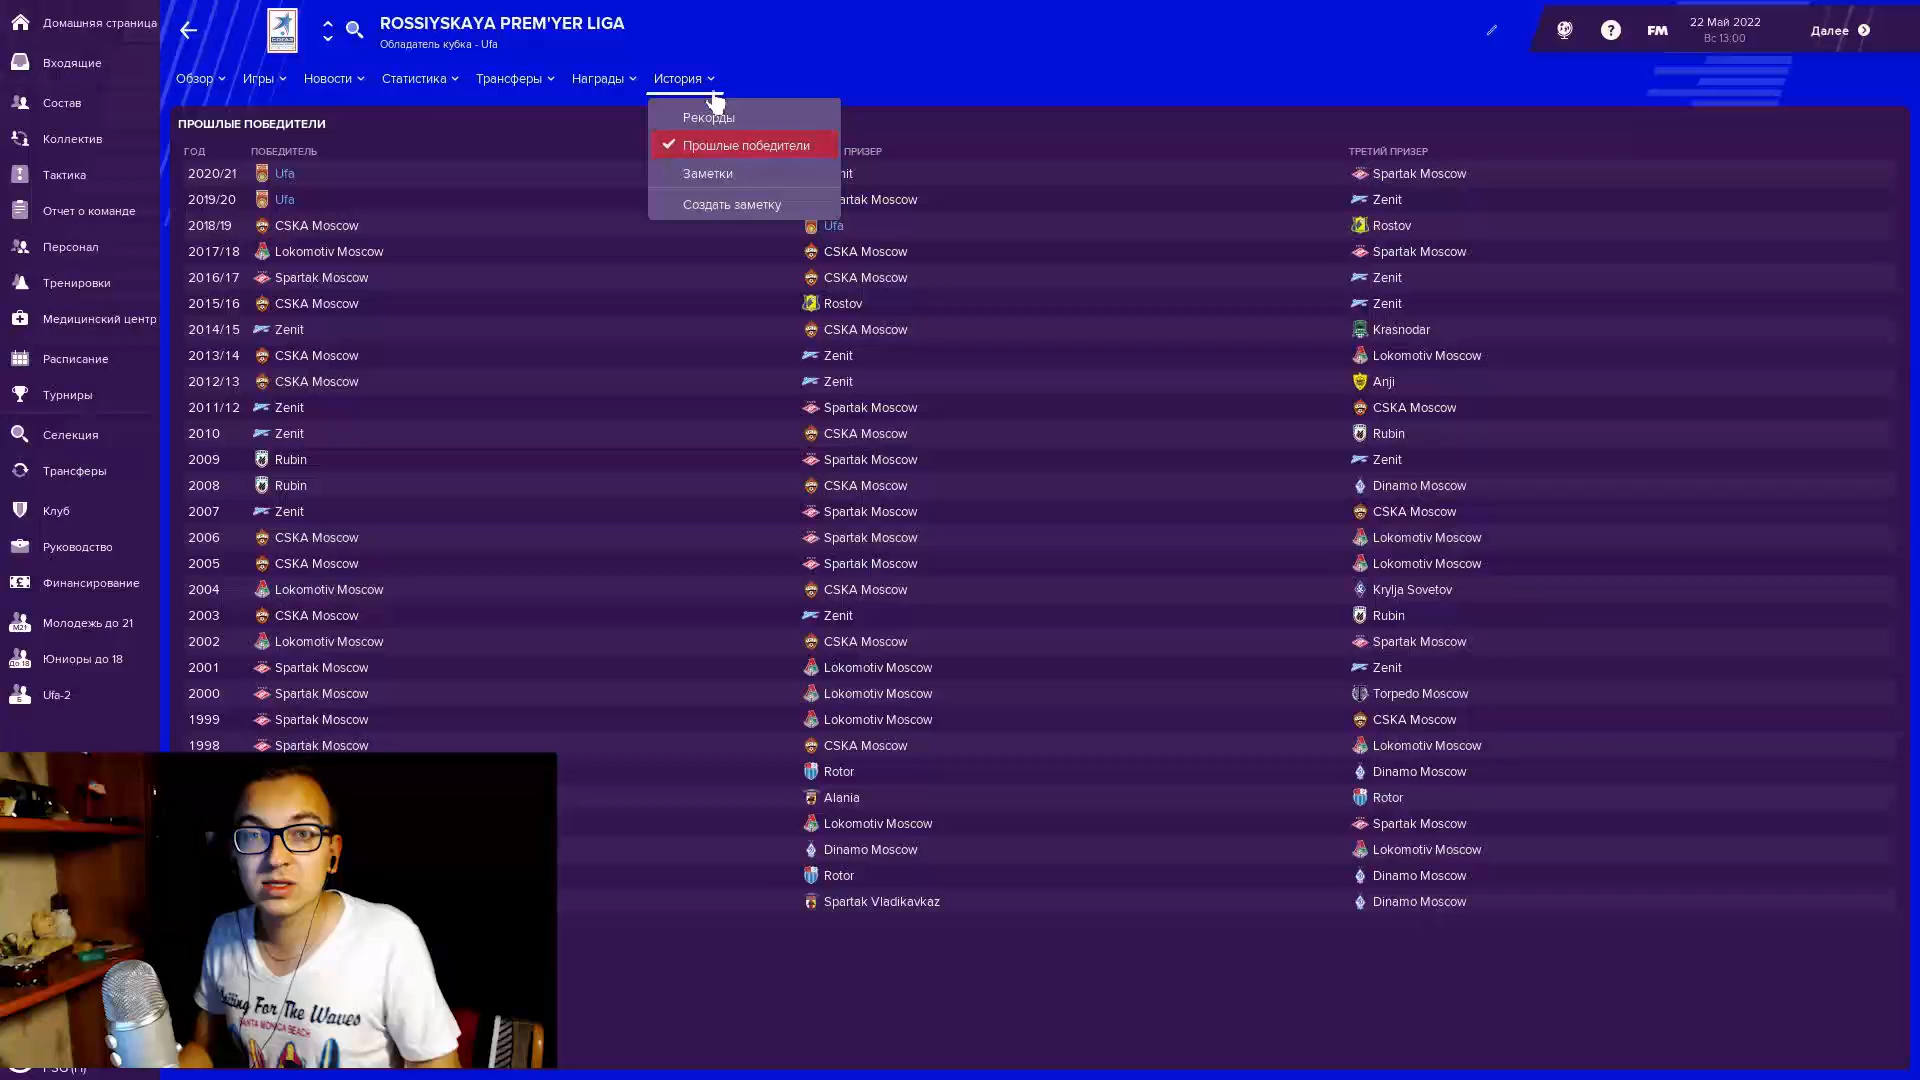 Домашняя страница
Входящие
Состав
Коллектив
Тактика
Отчет о команде
Персонал
Тренировки
Медицинский центр
Расписание
Турниры
Селекция
Трансферы
Клуб
Руководство
Финансирование
Молодежь до 21
Юниоры до 18
Ufa-2
ROSSIYSKAYA PREM'YER LIGA
Обладатель кубка - Ufa
FM
22 Май 2022
Вс 13:00
Далее
Обзор Игры Новости Статистика Трансферы Награды История
Рекорды
Прошлые победители
Заметки
Создать заметку
ПРОШЛЫЕ ПОБЕДИТЕЛИ
ГОД ПОБЕДИТЕЛЬ ПРИЗЕР ТРЕТИЙ ПРИЗЕР
2020/21 Ufa nit Spartak Moscow
2019/20 Ufa artak Moscow Zenit
2018/19 CSKA Moscow Ufa Rostov
2017/18 Lokomotiv Moscow CSKA Moscow Spartak Moscow
2016/17 Spartak Moscow CSKA Moscow Zenit
2015/16 CSKA Moscow Rostov Zenit
2014/15 Zenit CSKA Moscow Krasnodar
2013/14 CSKA Moscow Zenit Lokomotiv Moscow
2012/13 CSKA Moscow Zenit Anji
2011/12 Zenit Spartak Moscow CSKA Moscow
2010 Zenit CSKA Moscow Rubin
2009 Rubin Spartak Moscow Zenit
2008 Rubin CSKA Moscow Dinamo Moscow
2007 Zenit Spartak Moscow CSKA Moscow
2006 CSKA Moscow Spartak Moscow Lokomotiv Moscow
2005 CSKA Moscow Spartak Moscow Lokomotiv Moscow
2004 Lokomotiv Moscow CSKA Moscow Krylja Sovetov
2003 CSKA Moscow Zenit Rubin
2002 Lokomotiv Moscow CSKA Moscow Spartak Moscow
2001 Spartak Moscow Lokomotiv Moscow Zenit
2000 Spartak Moscow Lokomotiv Moscow Torpedo Moscow
1999 Spartak Moscow Lokomotiv Moscow CSKA Moscow
1998 Spartak Moscow CSKA Moscow Lokomotiv Moscow
Rotor Dinamo Moscow
Alania Rotor
Lokomotiv Moscow Spartak Moscow
Dinamo Moscow Lokomotiv Moscow
Rotor Dinamo Moscow
Spartak Vladikavkaz Dinamo Moscow
For The Waves
SANTA MONICA BEACH